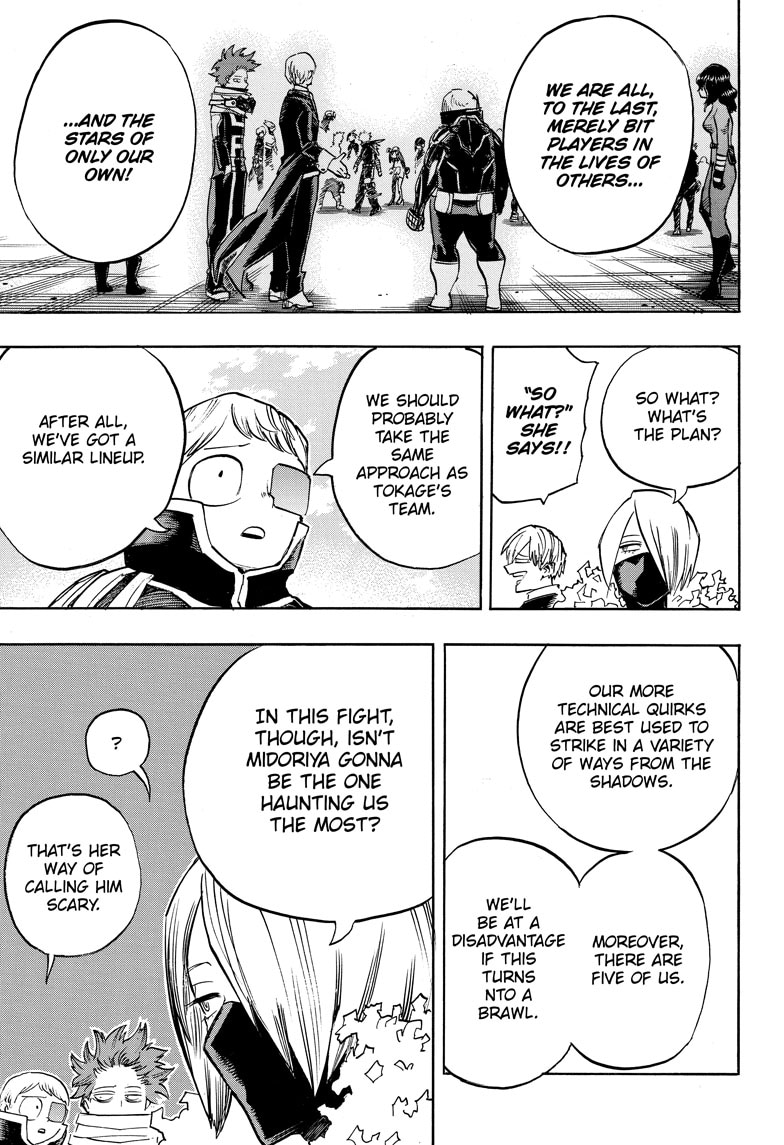 WE ARE ALL,
TO THE LAST,
MERELY BIT
PLAYERS IN
THE LIVES OF
OTHERS...
...AND THE
STARS OF
ONLY OUR
OWN!
SO WHAT?
WHAT'S
THE PLAN?
"SO
WHAT?"
SHE
SAYS!!
WE SHOULD
PROBABLY
TAKE THE
SAME
APPROACH AS
TOKAGE'S
TEAM.
AFTER ALL,
WE'VE GOT A
SIMILAR LINEUP.
OUR MORE
TECHNICAL QUIRKS
ARE BEST USED TO
STRIKE IN A VARIETY
OF WAYS FROM THE
SHADOWS.
MOREOVER,
THERE ARE
FIVE OF US.
WE'LL
BE AT A
DISADVANTAGE
IF THIS
TURNS
NTO A
BRAWL.
IN THIS FIGHT,
THOUGH, ISN'T
MIDORIYA GONNA
BE THE ONE
HAUNTING US
THE MOST?
?
THAT'S HER
WAY OF
CALLING HIM
SCARY.